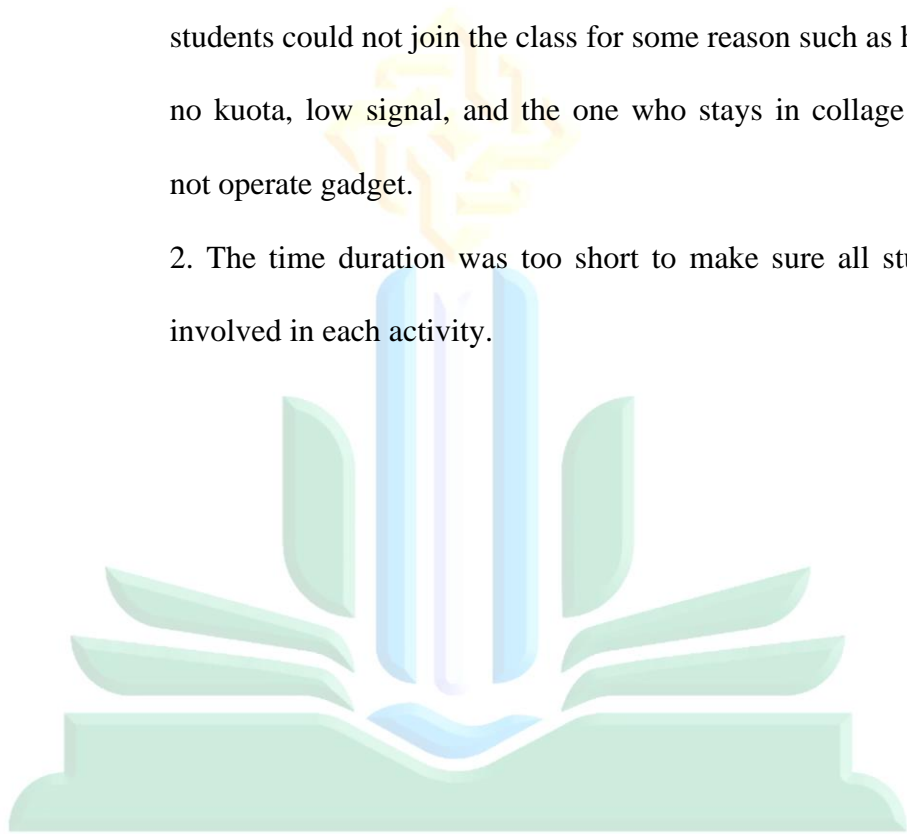 students could not join the class for some reason such as
no kuota, low signal, and the one who stays in collage
not operate gadget.
2. The time duration was too short to make sure all
involved in each activity.